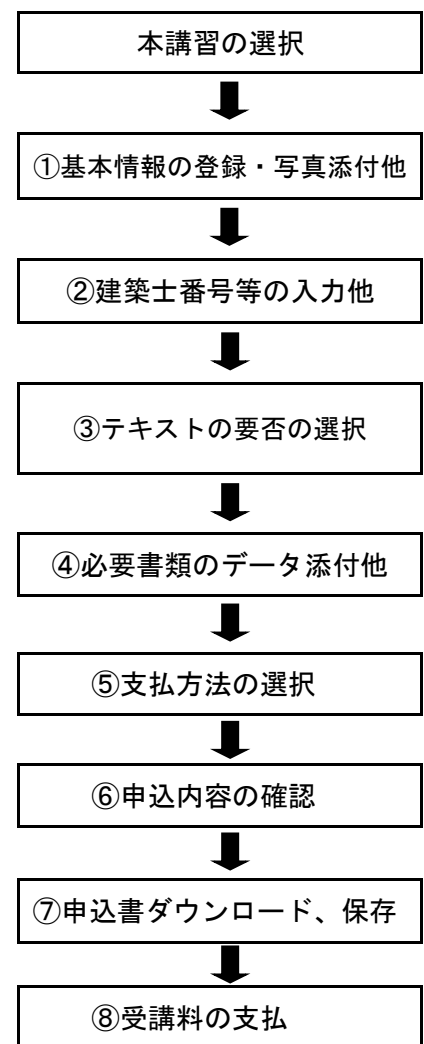 本講習の選択
①基本情報の登録・写真添付他
②建築士番号等の入力他
③テキストの要否の選択
④必要書類のデータ添付他
⑤支払方法の選択
⑥申込内容の確認
⑦申込書ダウンロード、保存
⑧受講料の支払